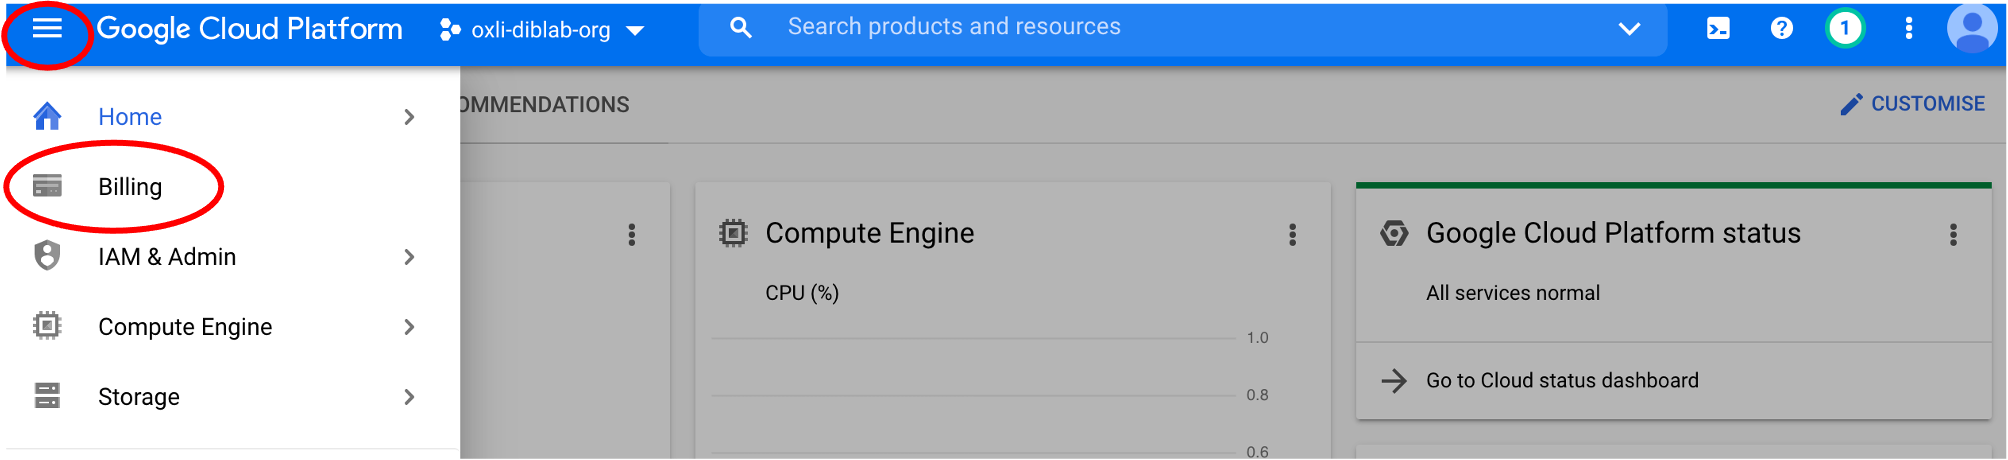 Google Cloud Platform
oxli-diblab-org
Search products and resources
1
Home
OMMENDATIONS
CUSTOMISE
Billing
IAM & Admin
Compute Engine
Storage
Compute Engine
CPU (%)
1.0
0.8
0.6
Google Cloud Platform status
All services normal
Go to Cloud status dashboard